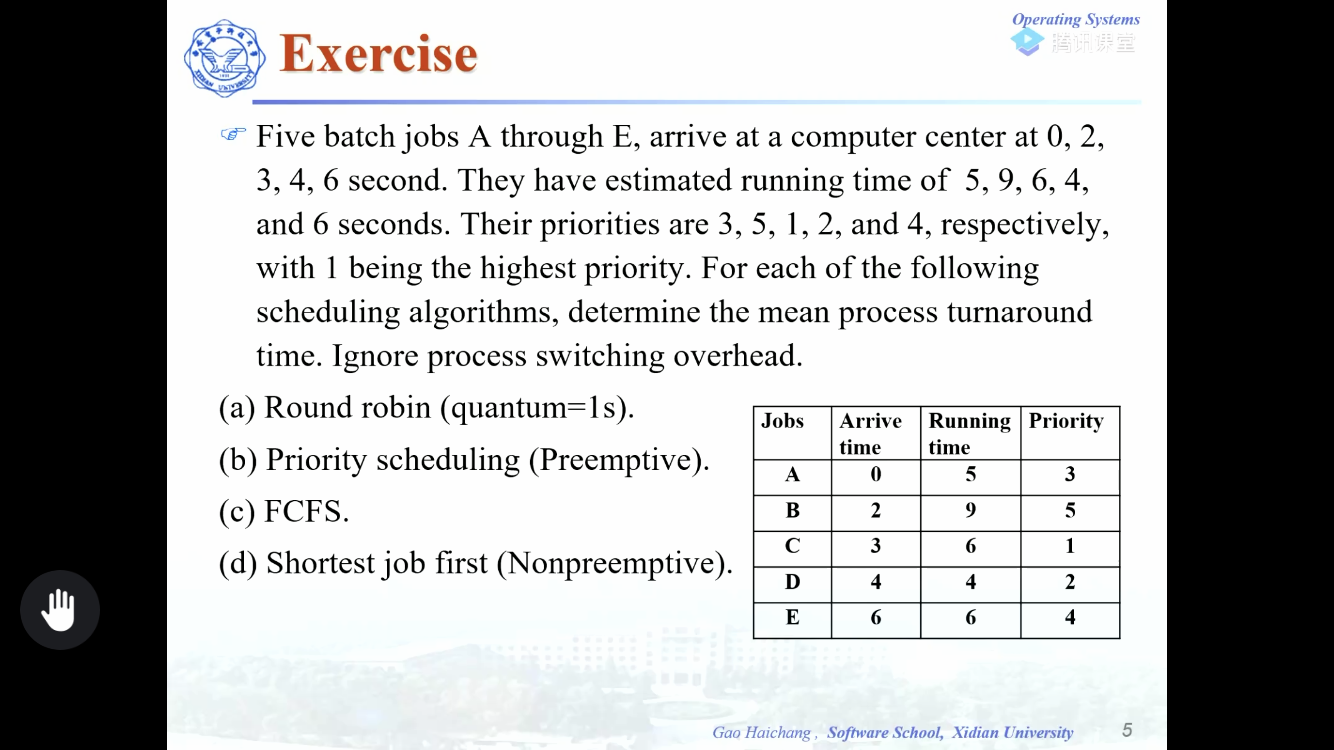 Operating Systems
腾讯课堂
Exercise
Five batch jobs A through E, arrive at a computer center at 0, 2,
3, 4, 6 second. They have estimated running time of 5, 9, 6, 4,
and 6 seconds. Their priorities are 3, 5, 1, 2, and 4, respectively,
with 1 being the highest priority. For each of the following
scheduling algorithms, determine the mean process turnaround
time. Ignore process switching overhead.
(a) Round robin (quantum=1s).
(b) Priority scheduling (Preemptive).
(c) FCFS.
(d) Shortest job first (Nonpreemptive).
Jobs Arrive time Running time Priority
A 0 5 3
B 2 9 5
C 3 6 1
D 4 4 2
E 6 6 4
Gao Haichang , Software School, Xidian University
5